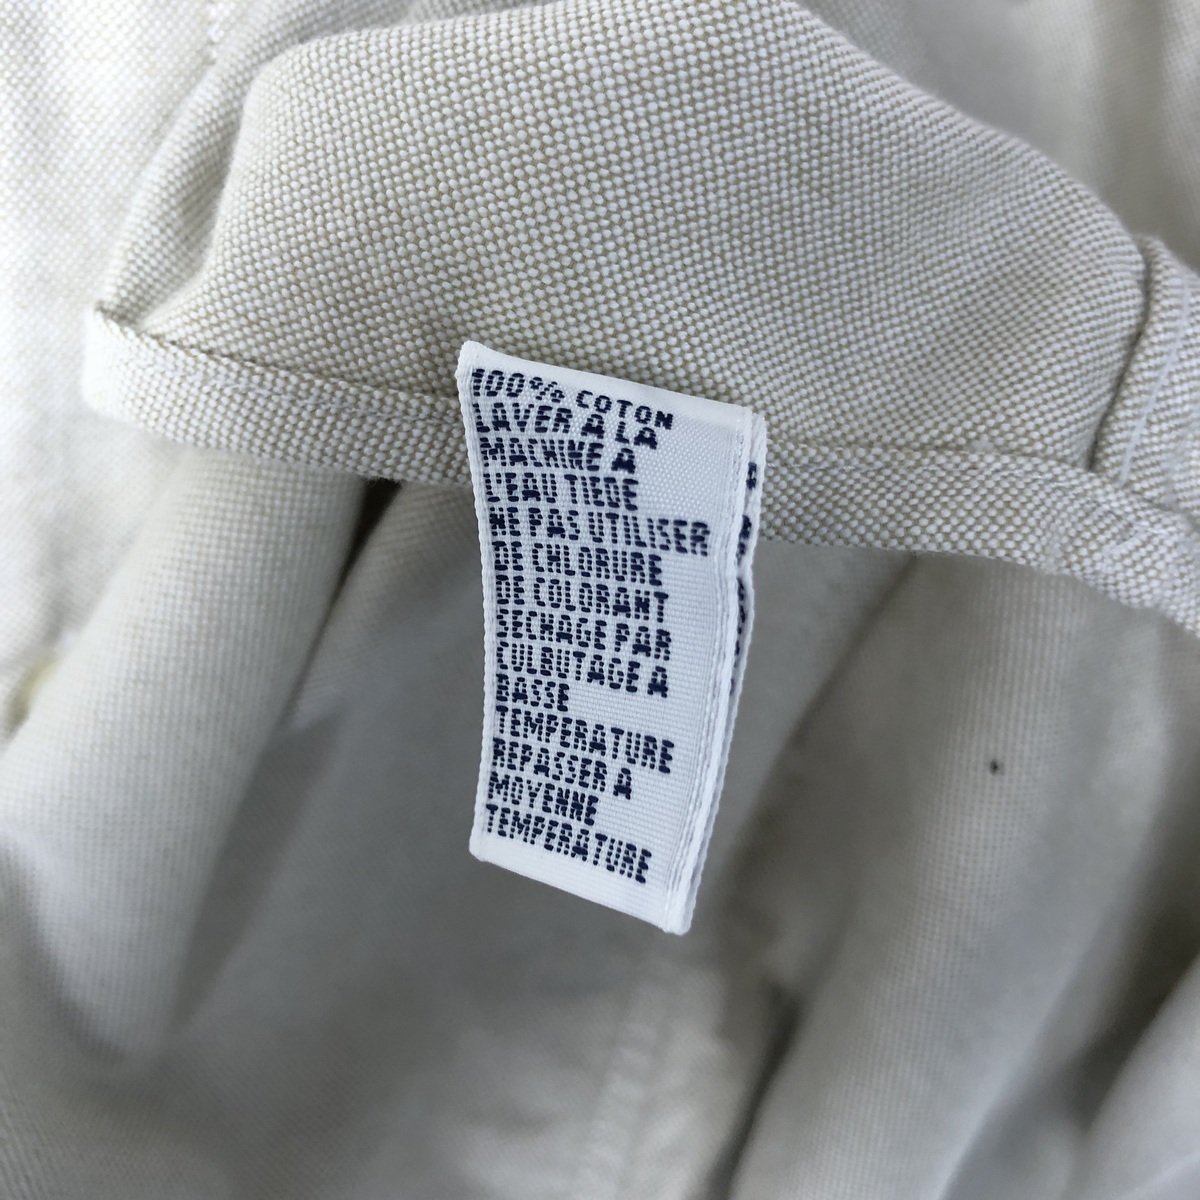 100% COTON
LAVER A LA
MACHINE A
L'EAU TIEDE
NE PAS UTILISER
DE CHLORURE
DE COLORANT
SECHAGE PAR
CULBUTAGE A
BASSE
TEMPERATURE
REPASSER A
MOYENNE
TEMPERATURE